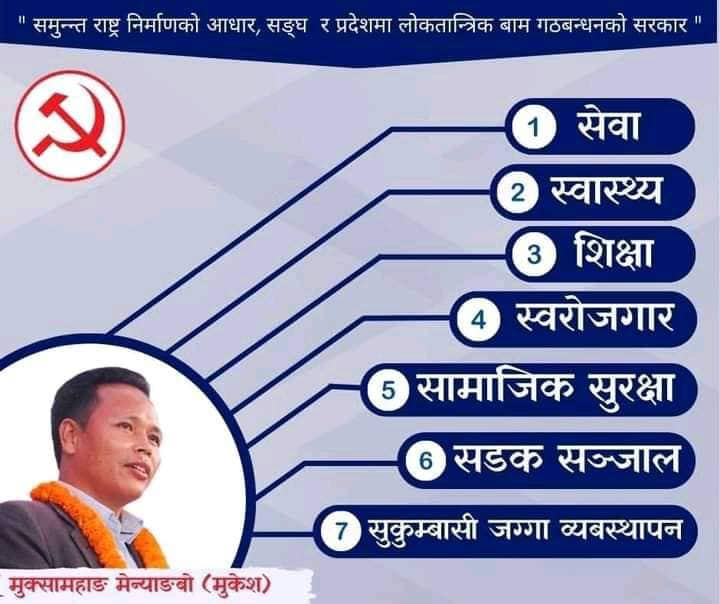 " समुन्न्त राष्ट्र निर्माणको आधार, सङ्घ र प्रदेशमा लोकतान्त्रिक बाम गठबन्धनको सरकार "
1 सेवा
2 स्वास्थ्य
3 शिक्षा
4 स्वरोजगार
5 सामाजिक सुरक्षा
6 सडक सञ्जाल
7 सुकुम्बासी जग्गा व्यबस्थापन
मुक्सामहाङ मेन्याङबो (मुकेश)